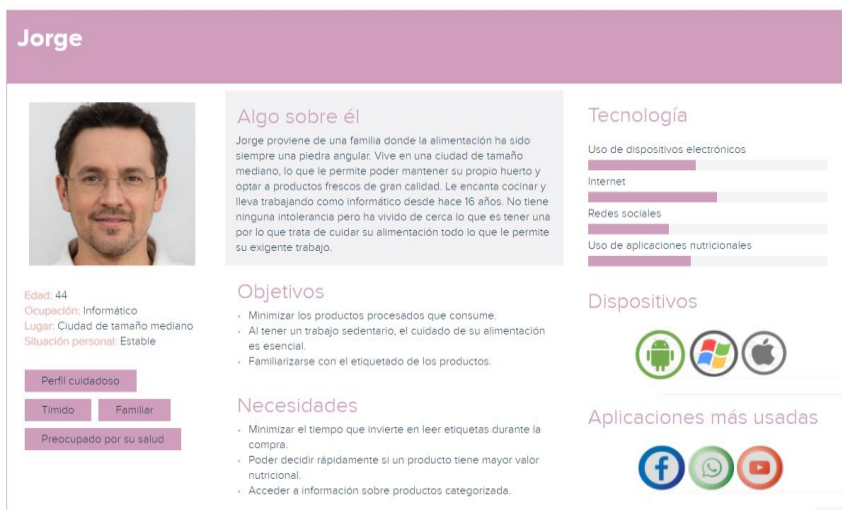 Jorge
Edad: 44
Ocupación: Informático
Lugar: Ciudad de tamaño mediano
Situación personal: Estable
Perfil cuidadoso
Tímido
Familiar
Preocupado por su salud
Algo sobre él
Jorge proviene de una familia donde la alimentación ha sido
siempre una piedra angular. Vive en una ciudad de tamaño
mediano, lo que le permite poder mantener su propio huerto y
optar a productos frescos de gran calidad. Le encanta cocinar y
lleva trabajando como informático desde hace 16 años. No tiene
ninguna intolerancia pero ha vivido de cerca lo que es tener una
por lo que trata de cuidar su alimentación todo lo que le permite
su exigente trabajo.
Objetivos
• Minimizar los productos procesados que consume.
• Al tener un trabajo sedentario, el cuidado de su alimentación
es esencial.
• Familiarizarse con el etiquetado de los productos.
Necesidades
• Minimizar el tiempo que invierte en leer etiquetas durante la
compra.
• Poder decidir rápidamente si un producto tiene mayor valor
nutricional.
• Acceder a información sobre productos categorizada.
Tecnología
Uso de dispositivos electrónicos
Internet
Redes sociales
Uso de aplicaciones nutricionales
Dispositivos
Aplicaciones más usadas